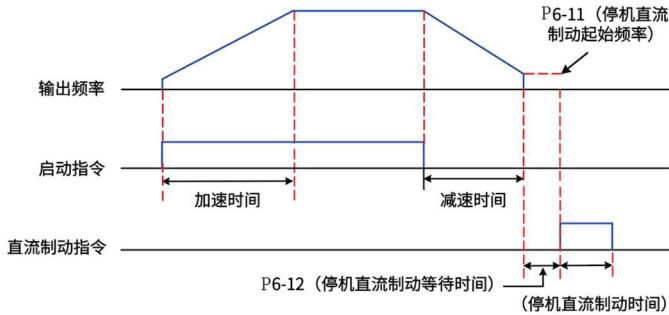 P6-11（停机直流
制动起始频率）
输出频率
启动指令
加速时间
减速时间
直流制动指令
P6-12（停机直流制动等待时间）
（停机直流制动时间）